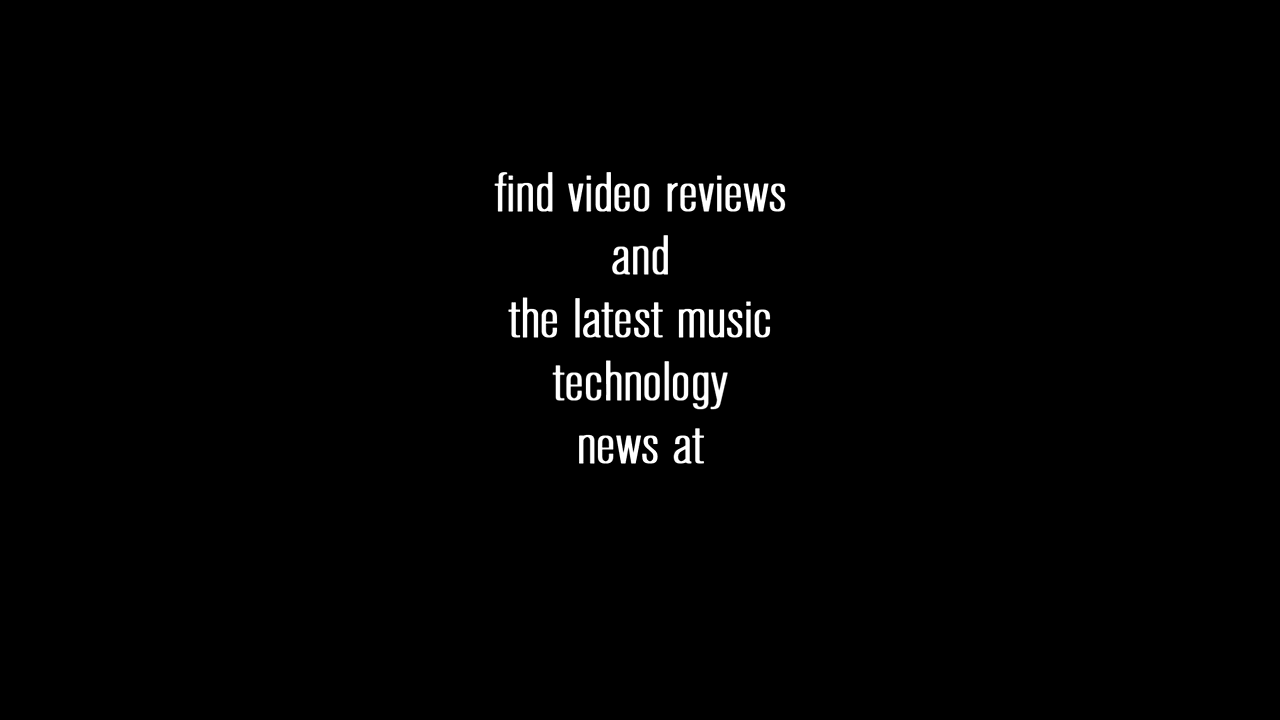 find video reviews
and
the latest music
technology
news at